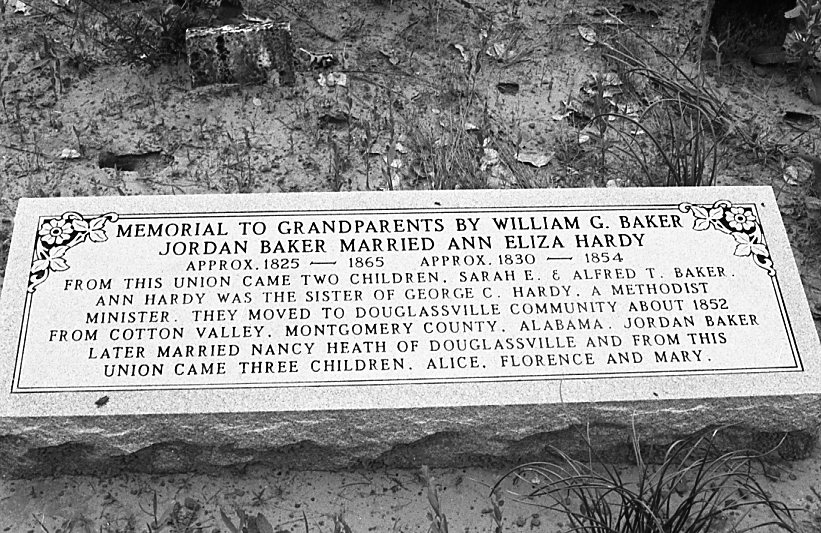 MEMORIAL TO GRANDPARENTS BY WILLIAM G. BAKER
JORDAN BAKER MARRIED ANN ELIZA HARDY
APPROX. 1825 — 1865 APPROX. 1830 — 1854
FROM THIS UNION CAME TWO CHILDREN, SARAH E. & ALFRED T. BAKER.
ANN HARDY WAS THE SISTER OF GEORGE C. HARDY, A METHODIST
MINISTER. THEY MOVED TO DOUGLASSVILLE COMMUNITY ABOUT 1852
FROM COTTON VALLEY, MONTGOMERY COUNTY, ALABAMA. JORDAN BAKER
LATER MARRIED NANCY HEATH OF DOUGLASSVILLE AND FROM THIS
UNION CAME THREE CHILDREN. ALICE, FLORENCE AND MARY.